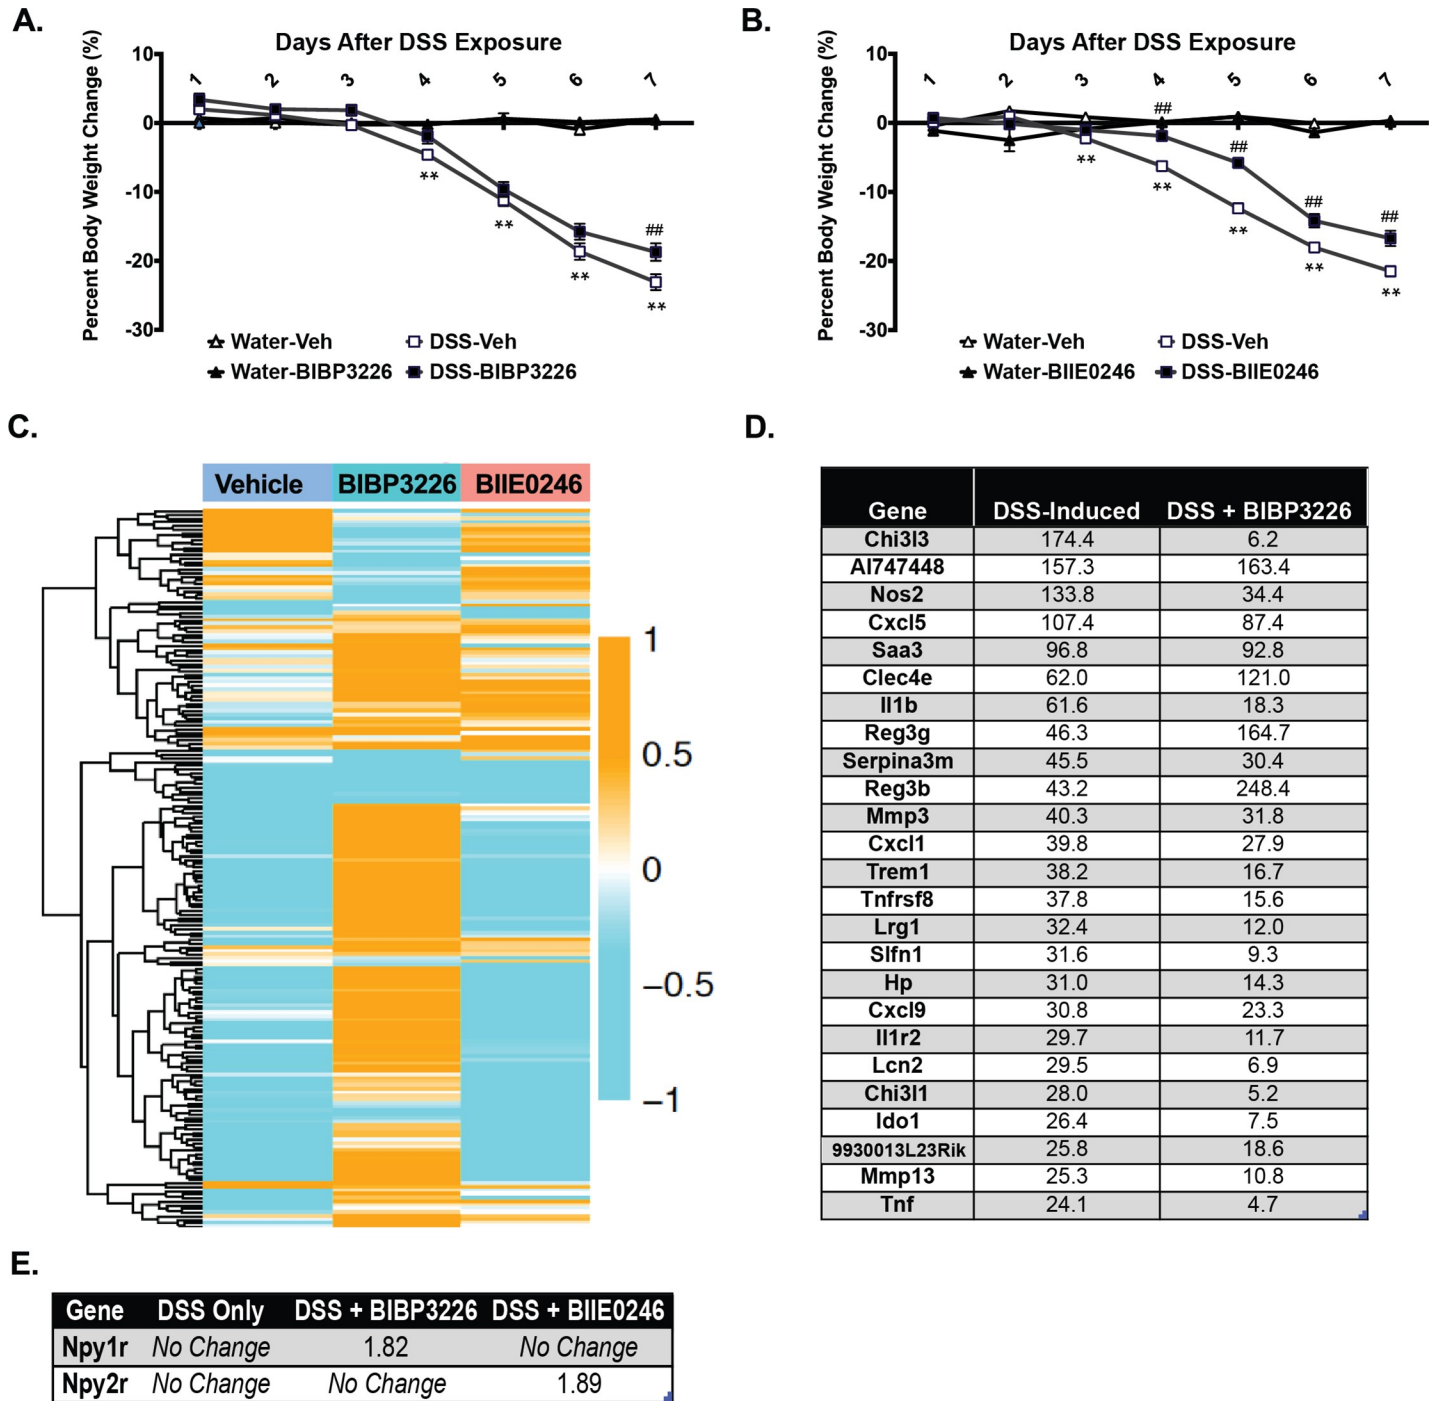 A.
Days After DSS Exposure
Percent Body Weight Change (%)
10
0
-10
-20
-30
1 2 3 4 5 6 7
**
**
**
##
**
Water-Veh
DSS-Veh
Water-BIBP3226
DSS-BIBP3226
B.
Days After DSS Exposure
Percent Body Weight Change (%)
10
0
-10
-20
-30
1 2 3 4 5 6 7
##
##
##
##
**
**
**
**
**
Water-Veh
DSS-Veh
Water-BIIE0246
DSS-BIIE0246
C.
Vehicle BIBP3226 BIIE0246
1
0.5
0
−0.5
−1
D.
Gene DSS-Induced DSS + BIBP3226
Chi3l3 174.4 6.2
AI747448 157.3 163.4
Nos2 133.8 34.4
Cxcl5 107.4 87.4
Saa3 96.8 92.8
Clec4e 62.0 121.0
Il1b 61.6 18.3
Reg3g 46.3 164.7
Serpina3m 45.5 30.4
Reg3b 43.2 248.4
Mmp3 40.3 31.8
Cxcl1 39.8 27.9
Trem1 38.2 16.7
Tnfrsf8 37.8 15.6
Lrg1 32.4 12.0
Slfn1 31.6 9.3
Hp 31.0 14.3
Cxcl9 30.8 23.3
Il1r2 29.7 11.7
Lcn2 29.5 6.9
Chi3l1 28.0 5.2
Ido1 26.4 7.5
9930013L23Rik 25.8 18.6
Mmp13 25.3 10.8
Tnf 24.1 4.7
E.
Gene DSS Only DSS + BIBP3226 DSS + BIIE0246
Npy1r No Change 1.82 No Change
Npy2r No Change No Change 1.89